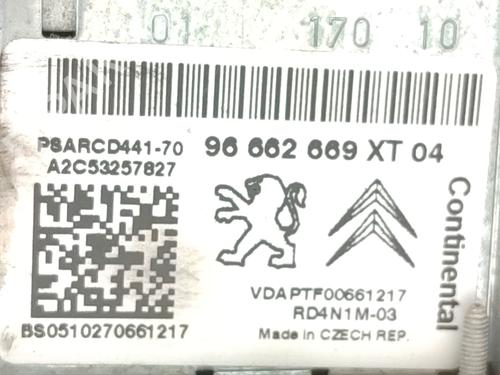 01 170 10
PSARCD441-70 96 662 669 XT 04
A2C53257827
Continental
VDAPTF00661217
RD4N1M-03
BS0510270661217
Made in CZECH REP.